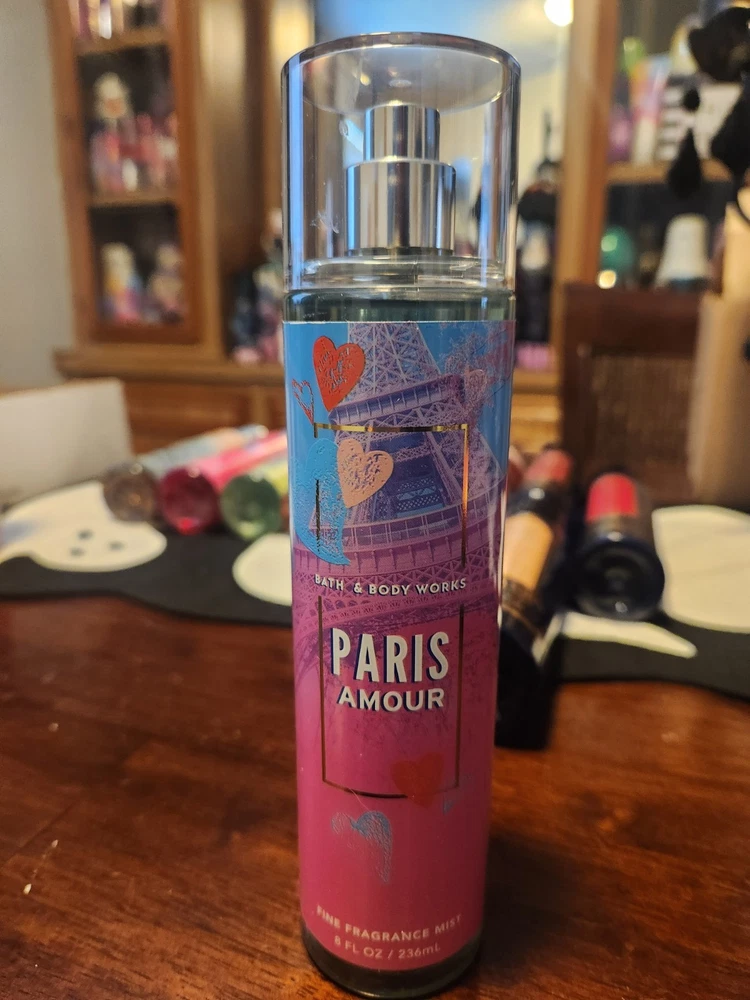 BATH & BODY WORKS
PARIS
AMOUR
FINE FRAGRANCE MIST
8 FL OZ / 236mL